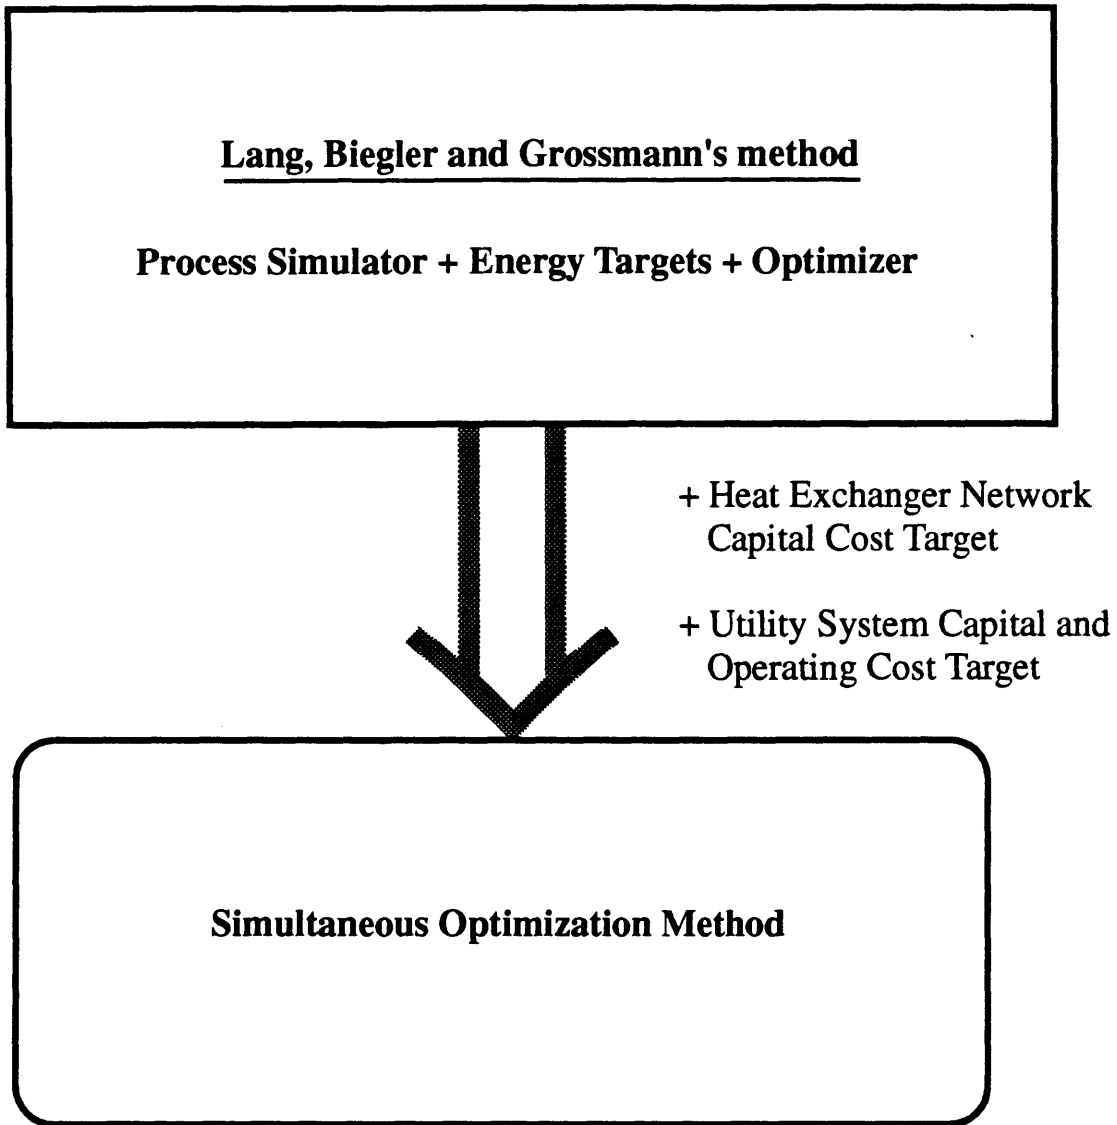 Lang, Biegler and Grossmann's method
Process Simulator + Energy Targets + Optimizer
+ Heat Exchanger Network
Capital Cost Target
+ Utility System Capital and
Operating Cost Target
Simultaneous Optimization Method